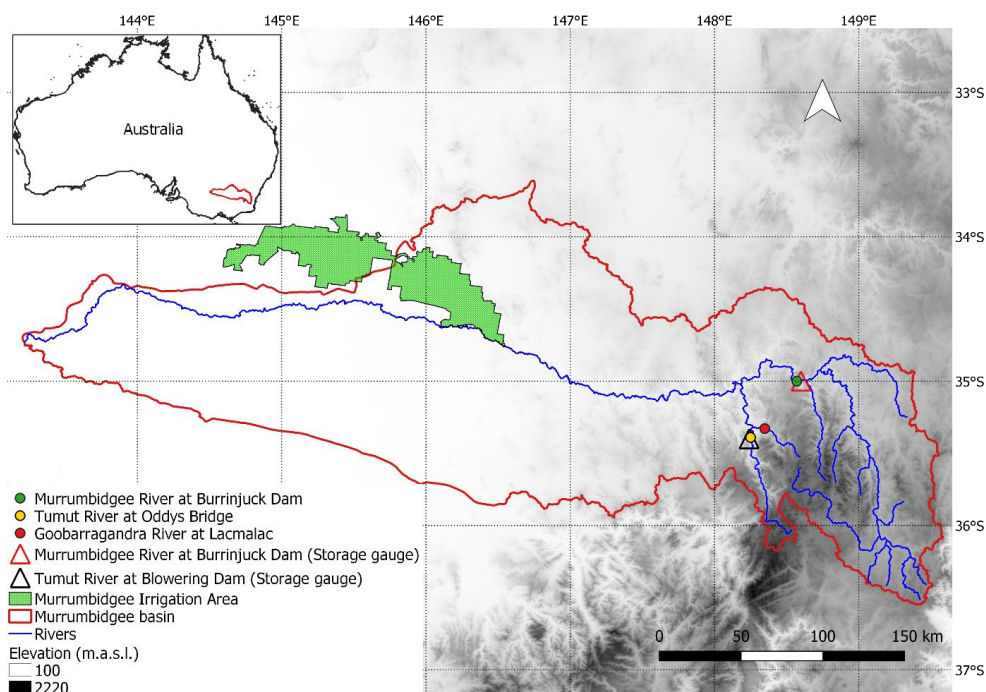 144°E 145°E 146°E 147°E 148°E 149°E
33°S
Australia
34°S
35°S
Murrumbidgee River at Burrinjuck Dam
Tumut River at Oddys Bridge
36°S
Goobarragandra River at Lacmalac
Murrumbidgee River at Burrinjuck Dam (Storage gauge)
Tumut River at Blowering Dam (Storage gauge)
Murrumbidgee Irrigation Area
Murrumbidgee basin
Rivers
0 50 100 150 km
Elevation (m.a.s.l.)
100
37°S
2220